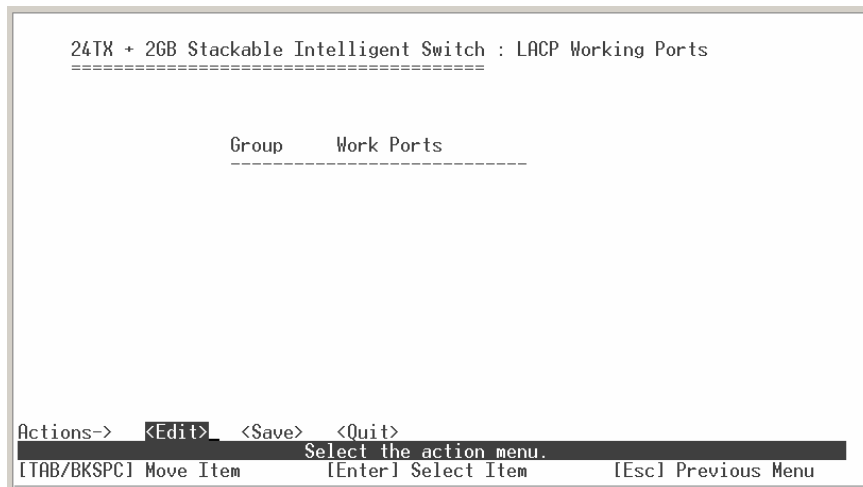 24TX + 2GB Stackable Intelligent Switch : LACP Working Ports
=======================================
Group Work Ports
----------------------------
Actions-> <Edit> <Save> <Quit>
Select the action menu.
[TAB/BKSPC] Move Item [Enter] Select Item [Esc] Previous Menu